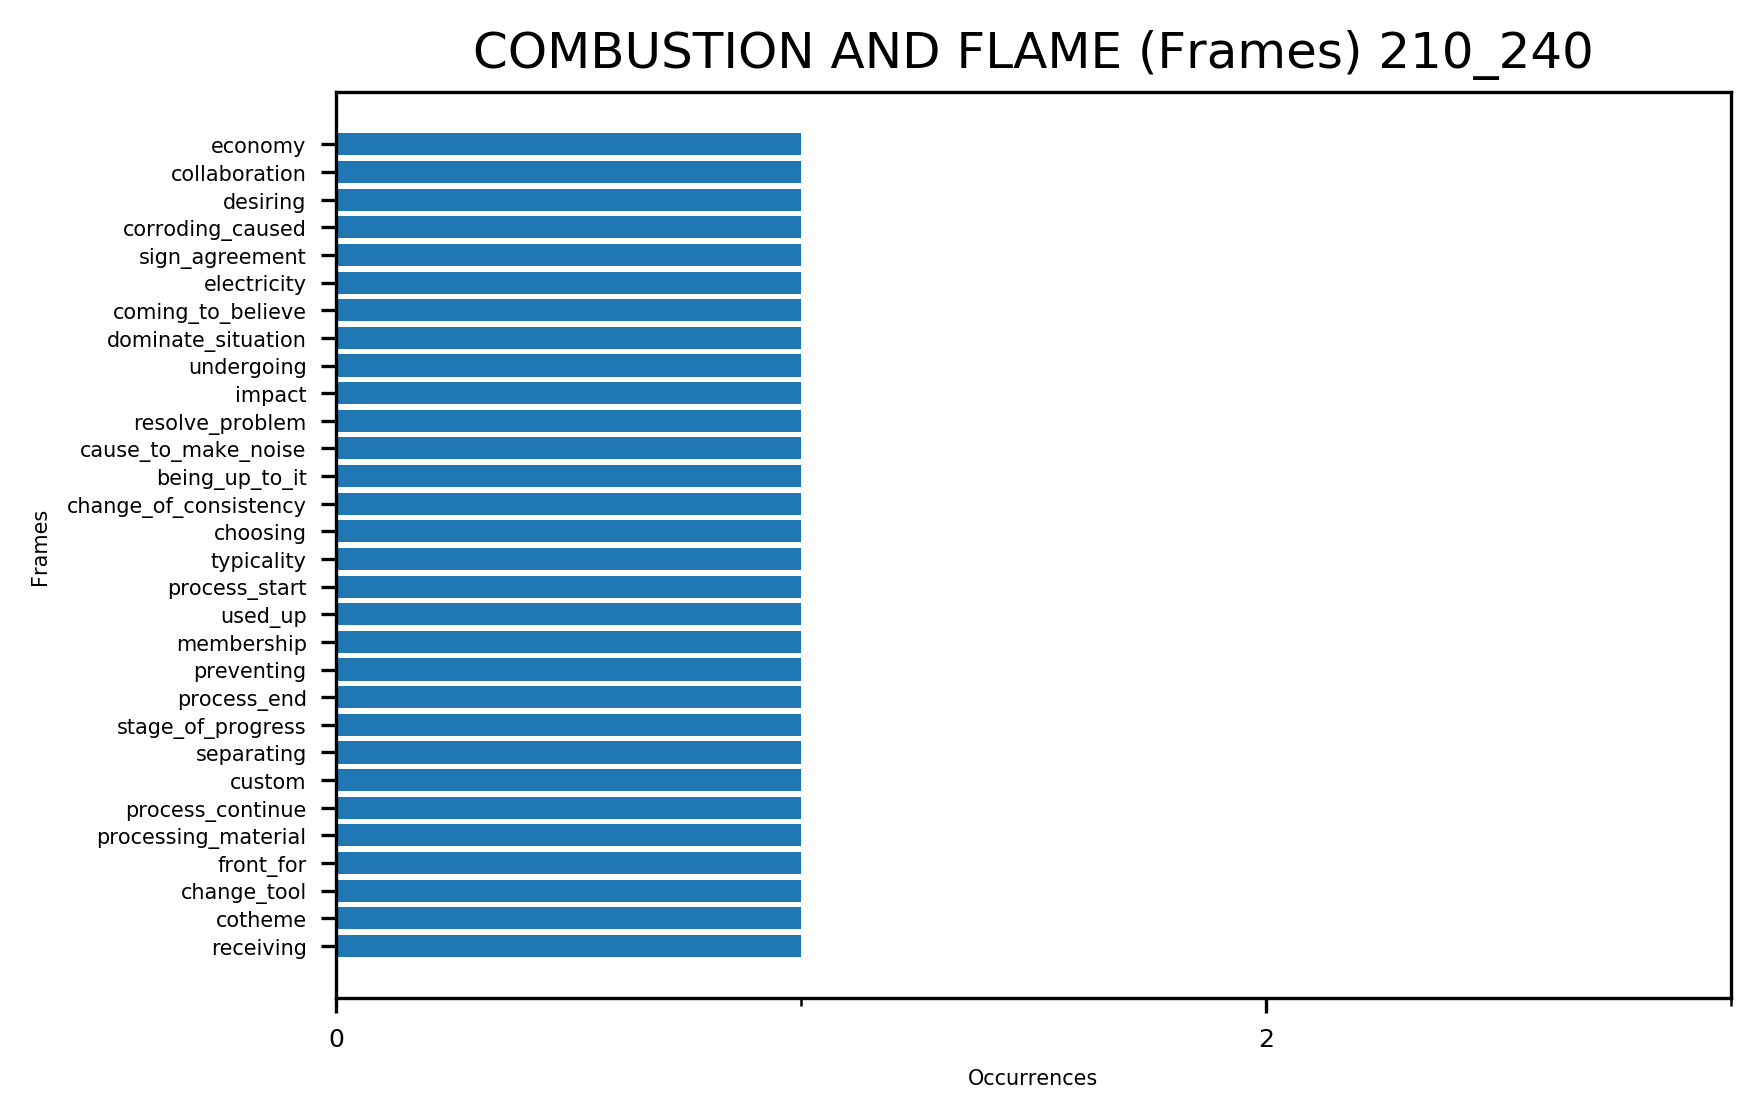 COMBUSTION AND FLAME (Frames) 210_240
economy
collaboration
desiring
corroding_caused
sign_agreement
electricity
coming_to_believe
dominate_situation
undergoing
impact
resolve_problem
cause_to_make_noise
being_up_to_it
change_of_consistency
choosing
typicality
process_start
used_up
membership
preventing
process_end
stage_of_progress
separating
custom
process_continue
processing_material
front_for
change_tool
cotheme
receiving
Frames
0 2
Occurrences